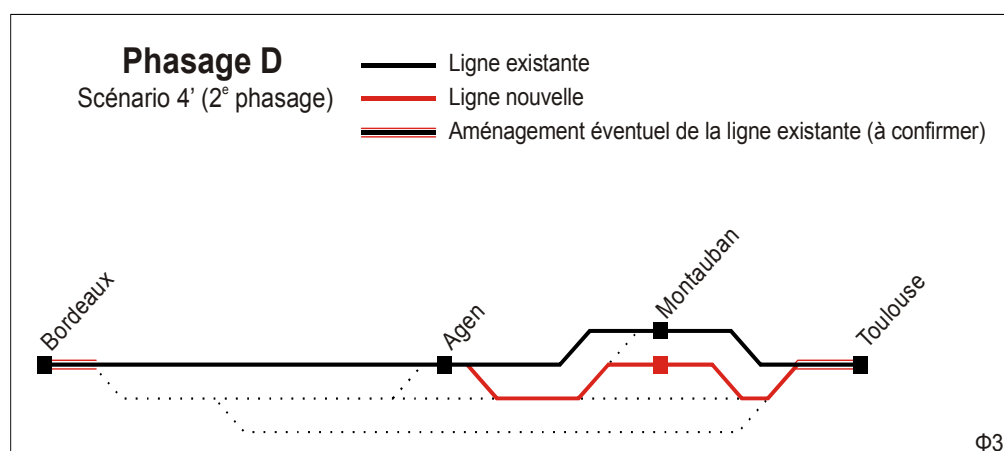 Phasage D
Scénario 4’ (2e phasage)
Ligne existante
Ligne nouvelle
Aménagement éventuel de la ligne existante (à confirmer)
Bordeaux
Agen
Montauban
Toulouse
Φ3